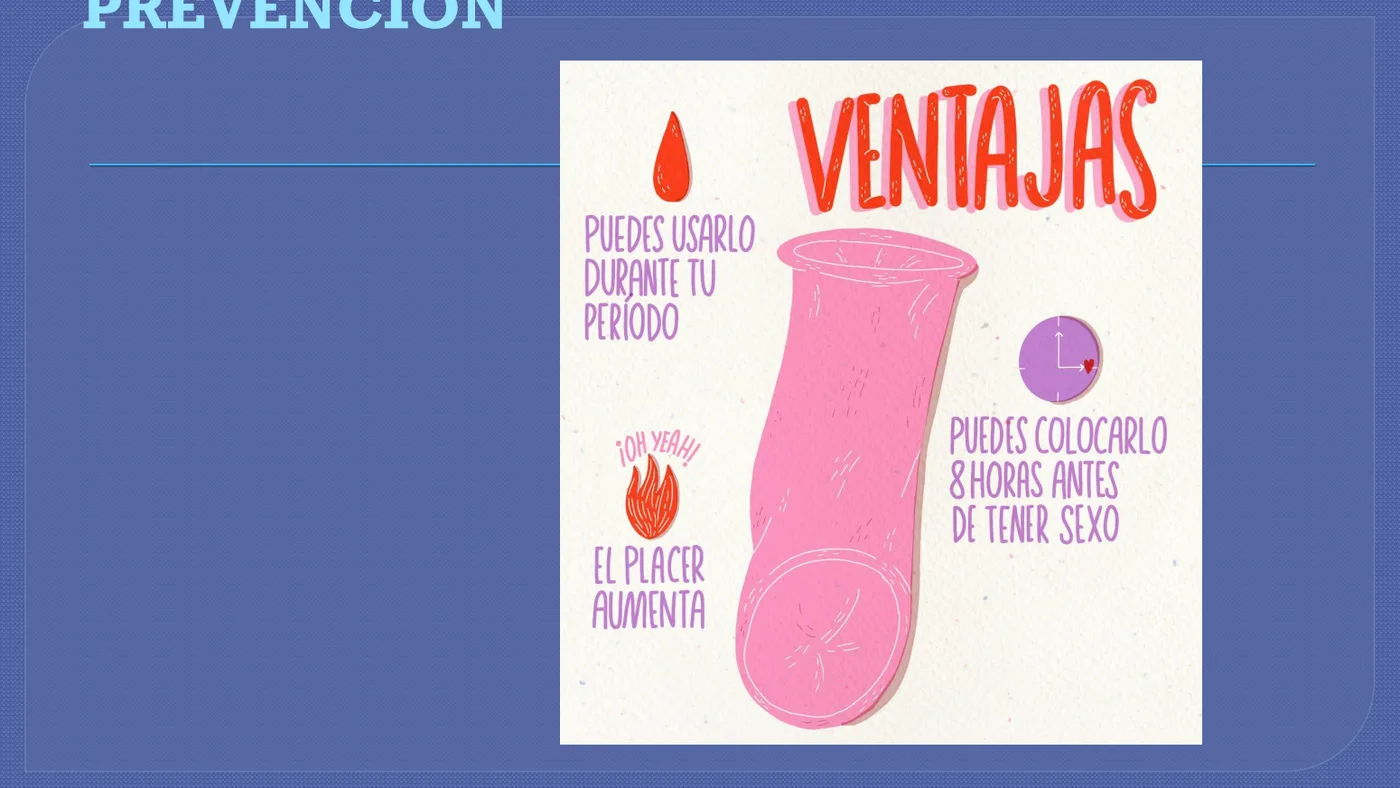 PREVENCIÓN
VENTAJAS
PUEDES USARLO
DURANTE TU
PERÍODO
PUEDES COLOCARLO
8 HORAS ANTES
DE TENER SEXO
¡OH YEAH!
EL PLACER
AUMENTA